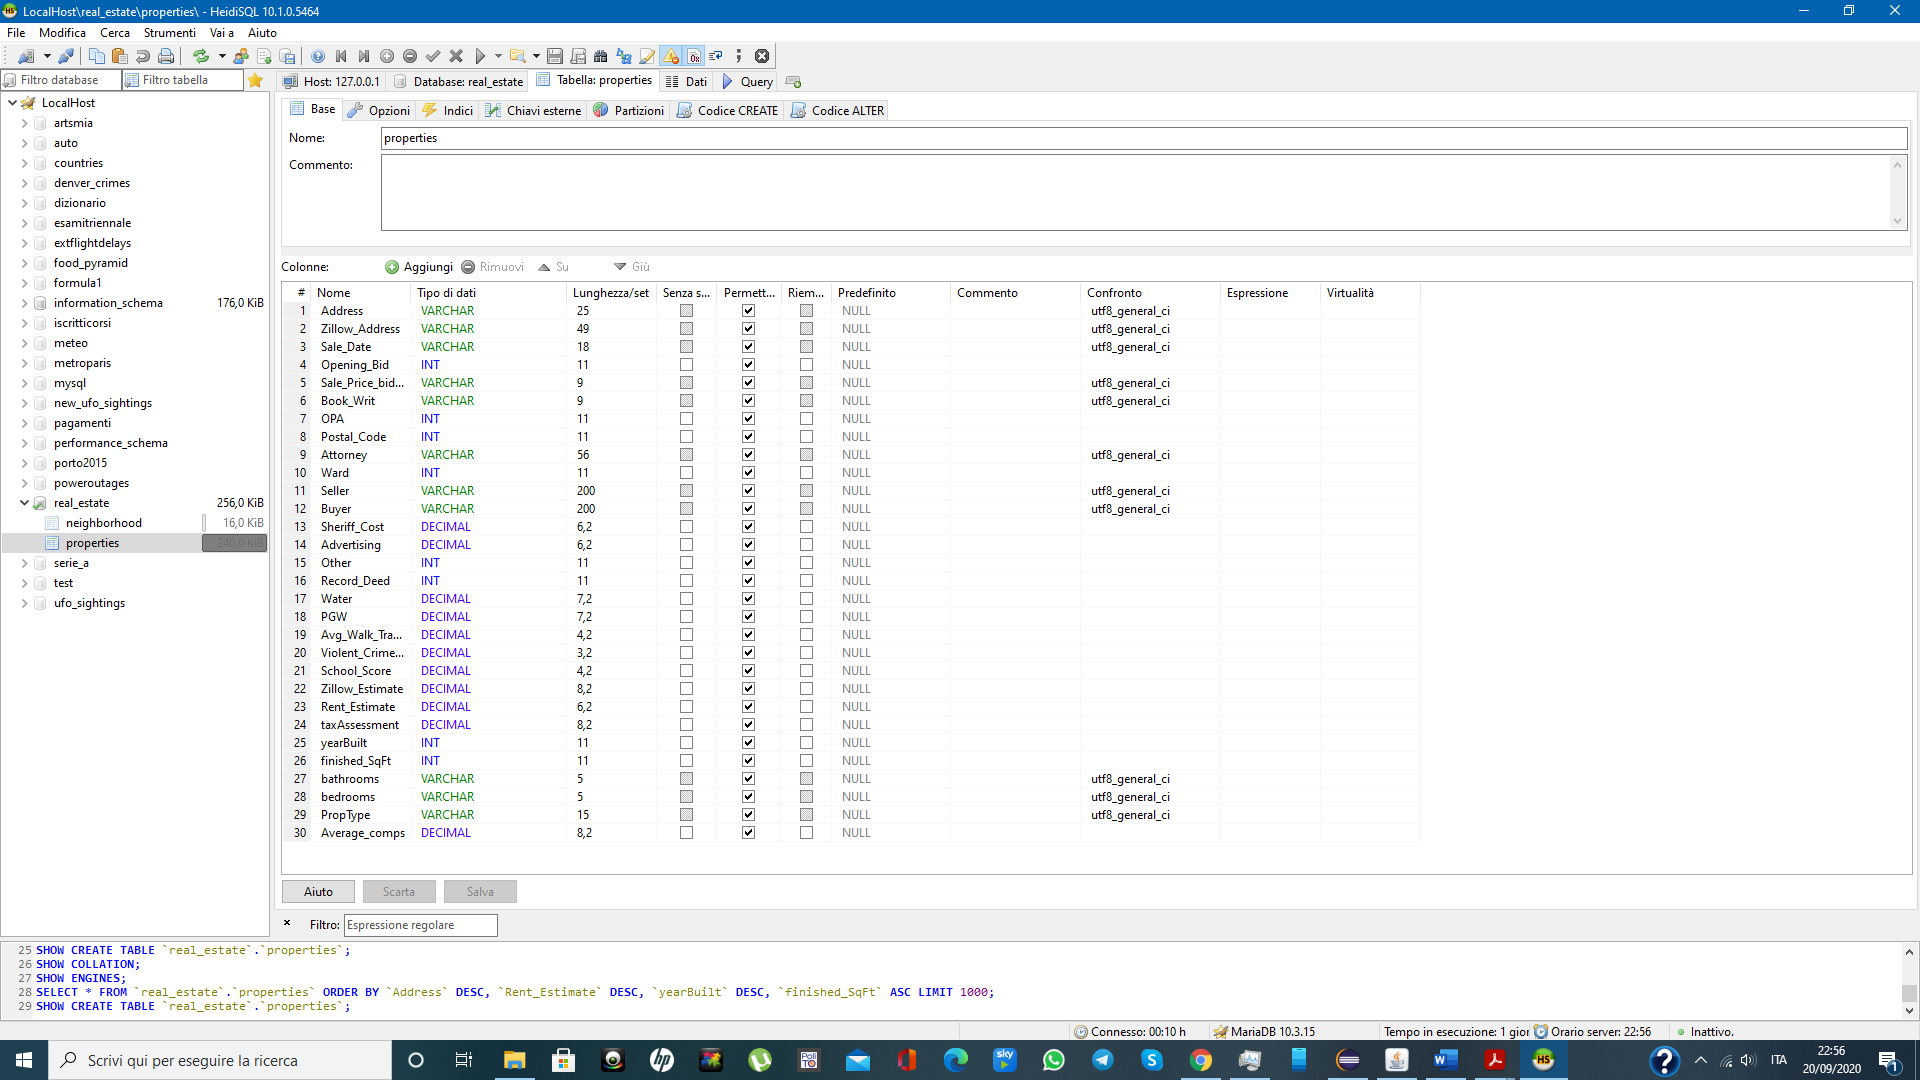 LocalHost\real_estate\properties\ - HeidiSQL 10.1.0.5464
File Modifica Cerca Strumenti Vai a Aiuto
Filtro database Filtro tabella
Host: 127.0.0.1 Database: real_estate Tabella: properties Dati Query
LocalHost
artsmia
auto
countries
denver_crimes
dizionario
esamitriennale
extflightdelays
food_pyramid
formula1
information_schema 176,0 KiB
iscritticorsi
meteo
metroparis
mysql
new_ufo_sightings
pagamenti
performance_schema
porto2015
poweroutages
real_estate 256,0 KiB
neighborhood 16,0 KiB
properties 240,0 KiB
serie_a
test
ufo_sightings
Base Opzioni Indici Chiavi esterne Partizioni Codice CREATE Codice ALTER
Nome: properties
Commento:
Colonne: Aggiungi Rimuovi Su Giù
# Nome Tipo di dati Lunghezza/set Senza s... Permett... Riem... Predefinito Commento Confronto Espressione Virtualità
1 Address VARCHAR 25 NULL utf8_general_ci
2 Zillow_Address VARCHAR 49 NULL utf8_general_ci
3 Sale_Date VARCHAR 18 NULL utf8_general_ci
4 Opening_Bid INT 11 NULL
5 Sale_Price_bid... VARCHAR 9 NULL utf8_general_ci
6 Book_Writ VARCHAR 9 NULL utf8_general_ci
7 OPA INT 11 NULL
8 Postal_Code INT 11 NULL
9 Attorney VARCHAR 56 NULL utf8_general_ci
10 Ward INT 11 NULL
11 Seller VARCHAR 200 NULL utf8_general_ci
12 Buyer VARCHAR 200 NULL utf8_general_ci
13 Sheriff_Cost DECIMAL 6,2 NULL
14 Advertising DECIMAL 6,2 NULL
15 Other INT 11 NULL
16 Record_Deed INT 11 NULL
17 Water DECIMAL 7,2 NULL
18 PGW DECIMAL 7,2 NULL
19 Avg_Walk_Tra... DECIMAL 4,2 NULL
20 Violent_Crime... DECIMAL 3,2 NULL
21 School_Score DECIMAL 4,2 NULL
22 Zillow_Estimate DECIMAL 8,2 NULL
23 Rent_Estimate DECIMAL 6,2 NULL
24 taxAssessment DECIMAL 8,2 NULL
25 yearBuilt INT 11 NULL
26 finished_SqFt INT 11 NULL
27 bathrooms VARCHAR 5 NULL utf8_general_ci
28 bedrooms VARCHAR 5 NULL utf8_general_ci
29 PropType VARCHAR 15 NULL utf8_general_ci
30 Average_comps DECIMAL 8,2 NULL
Aiuto Scarta Salva
Filtro: Espressione regolare
25 SHOW CREATE TABLE `real_estate`.`properties`;
26 SHOW COLLATION;
27 SHOW ENGINES;
28 SELECT * FROM `real_estate`.`properties` ORDER BY `Address` DESC, `Rent_Estimate` DESC, `yearBuilt` DESC, `finished_SqFt` ASC LIMIT 1000;
29 SHOW CREATE TABLE `real_estate`.`properties`;
Connesso: 00:10 h MariaDB 10.3.15 Tempo in esecuzione: 1 gior Orario server: 22:56 Inattivo.
Scrivi qui per eseguire la ricerca
ITA
22:56
20/09/2020